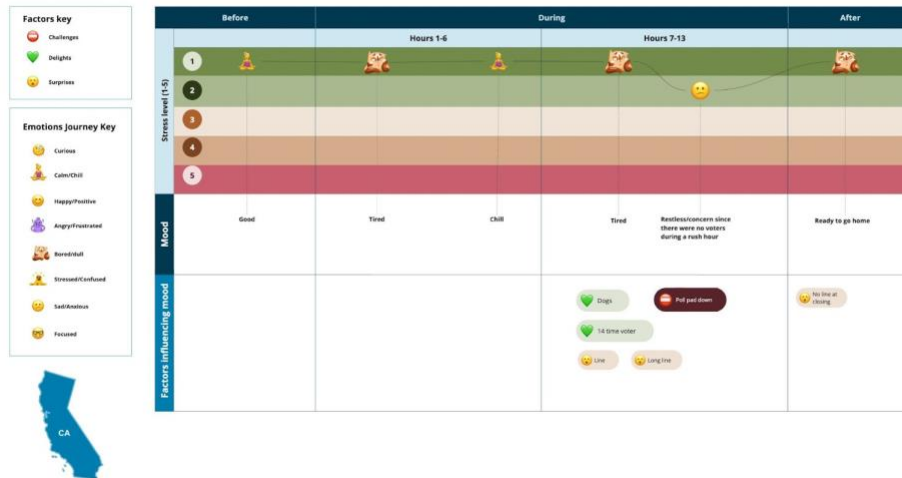 Factors key
Challenges
Delights
Surprises
Emotions Journey Key
Curious
Calm/Chill
Happy/Positive
Angry/Frustrated
Bored/dull
Stressed/Confused
Sad/Anxious
Focused
CA
Before
During
After
Hours 1-6
Hours 7-13
Stress level (1-5)
1
2
3
4
5
Mood
Good
Tired
Chill
Tired
Restless/concern since
there were no voters
during a rush hour
Ready to go home
Factors influencing mood
Dogs
Poll pad down
14 time voter
Line
Long line
No line at
closing